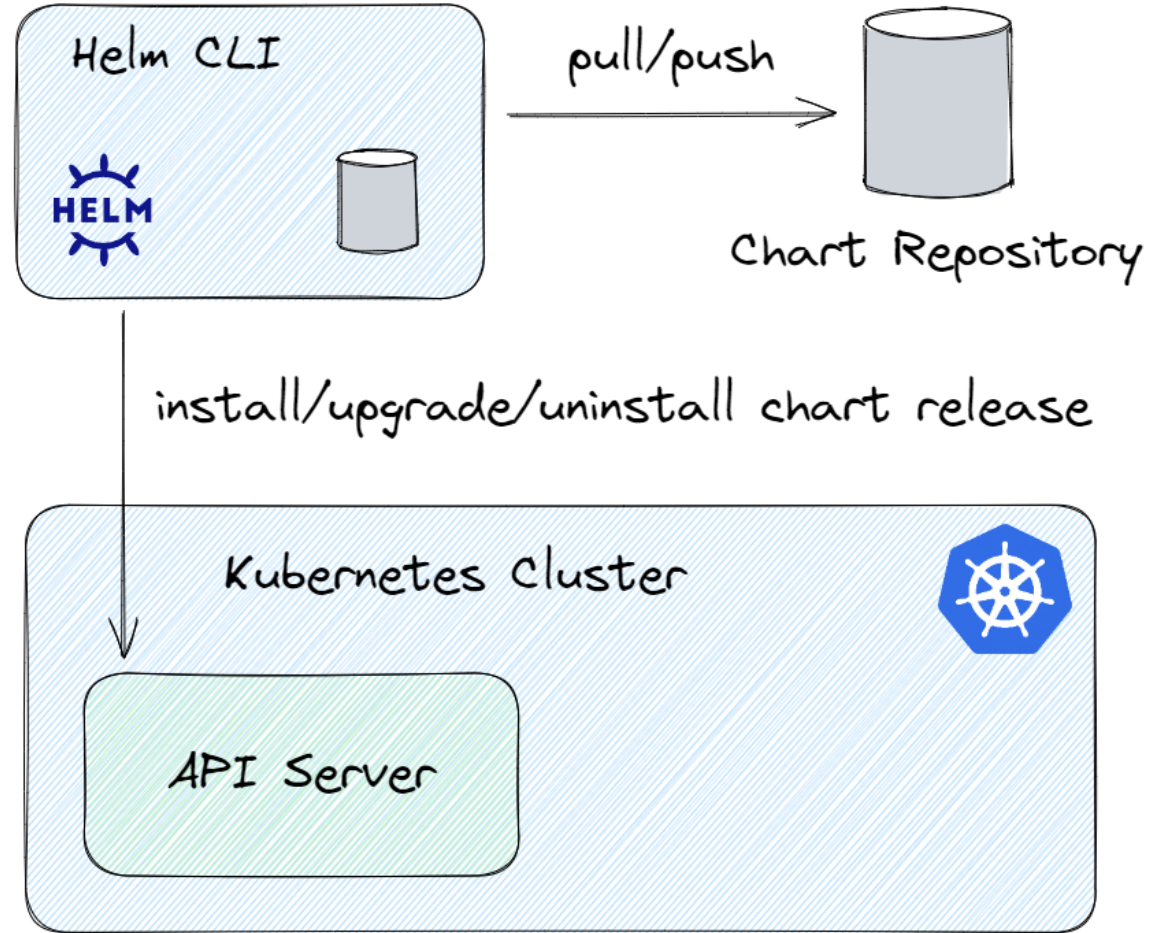 Helm CLI
pull/push
HELM
Chart Repository
install/upgrade/uninstall chart release
Kubernetes Cluster
API Server